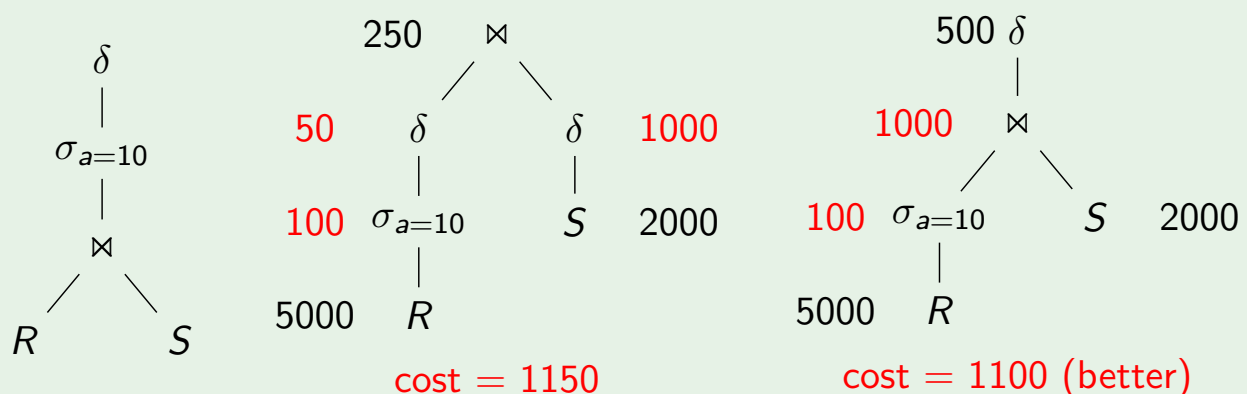 δ
σa=10
⋈
R S
250 ⋈
50 δ δ 1000
100 σa=10 S 2000
5000 R
cost = 1150
500 δ
1000 ⋈
100 σa=10 S 2000
5000 R
cost = 1100 (better)